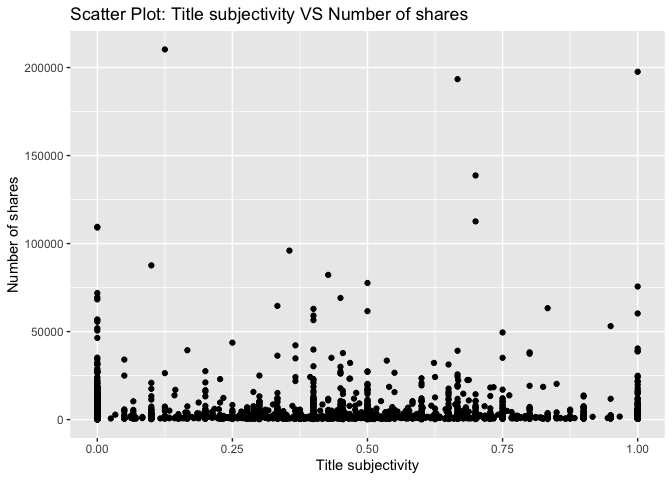 Scatter Plot: Title subjectivity VS Number of shares
200000
150000
100000
50000
0
Number of shares
0.00 0.25 0.50 0.75 1.00
Title subjectivity